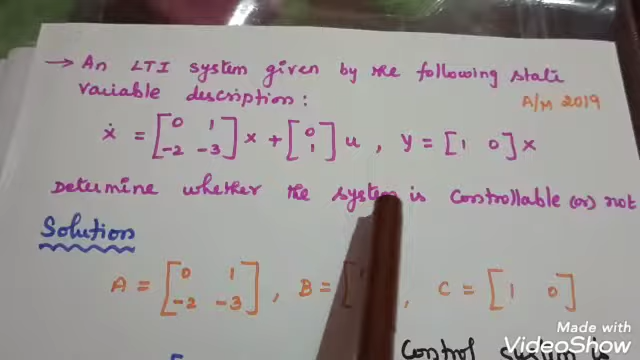 → An LTI system given by the following state
variable description: A/M 2019
ẋ = [0 1 -2 -3] x + [0 1] u , y = [1 0] x
Determine whether the system is controllable (or) not
Solution
A = [0 1 -2 -3] , B = [ , C = [1 0]
Control
Made with
VideoShow